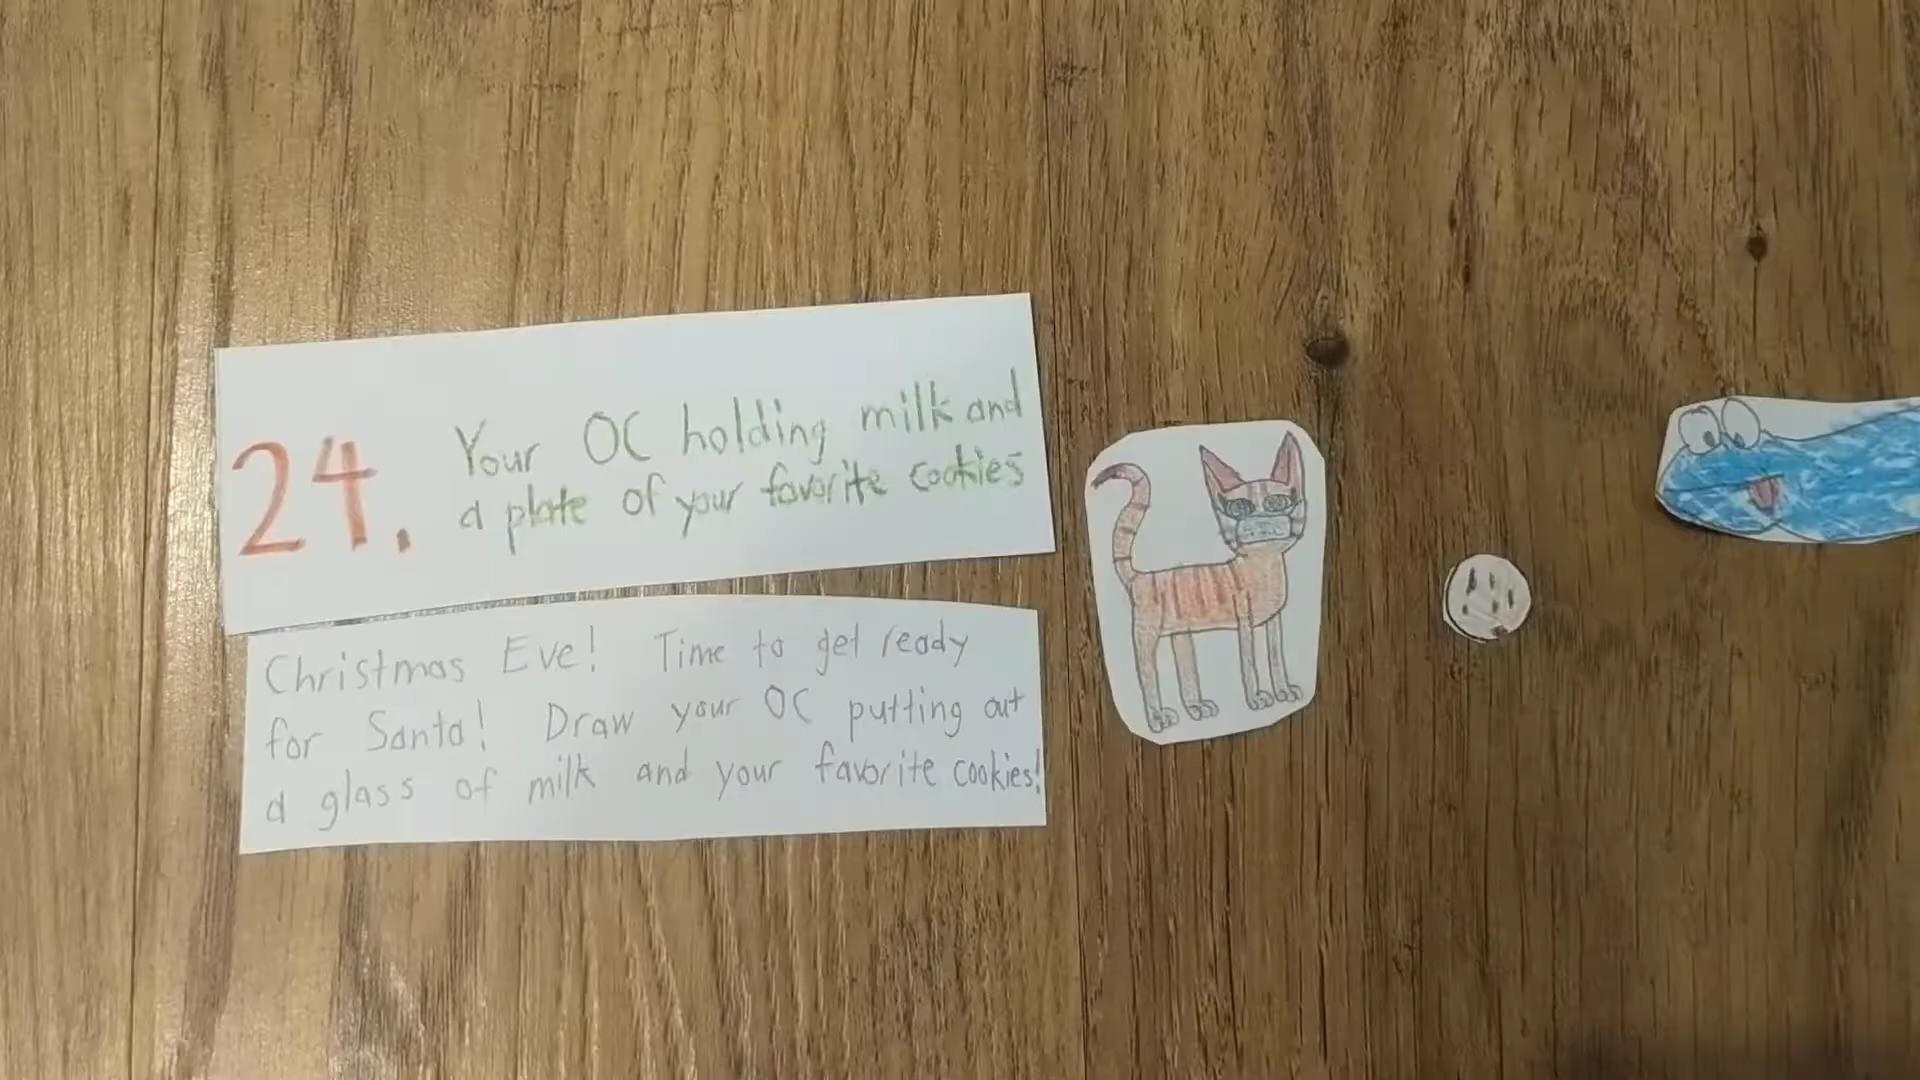 24.
Your OC holding milk and
a plate of your favorite cookies
Christmas Eve! Time to get ready
for Santa! Draw your OC putting out
a glass of milk and your favorite cookies!